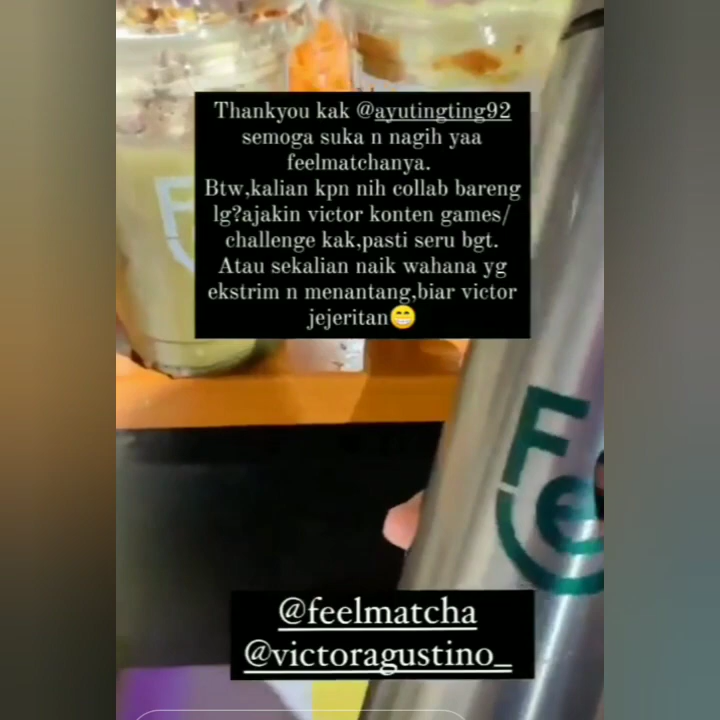 Thankyou kak @ayutingting92
semoga suka n nagih yaa
feelmatchanya.
Btw,kalian kpn nih collab bareng
lg?ajakin victor konten games/
challenge kak,pasti seru bgt.
Atau sekalian naik wahana yg
ekstrim n menantang,biar victor
jejeritan😁
Fe
@feelmatcha
@victoragustino_